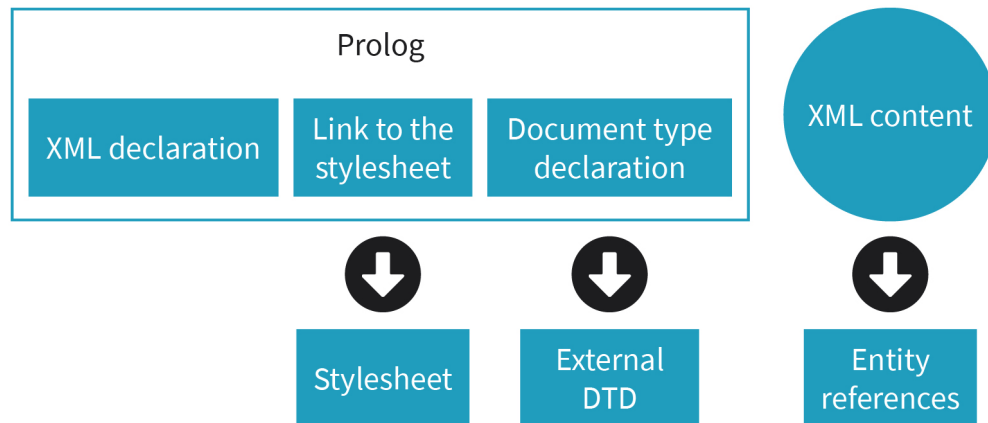 Prolog
XML declaration
Link to the
stylesheet
Document type
declaration
XML content
Stylesheet
External
DTD
Entity
references